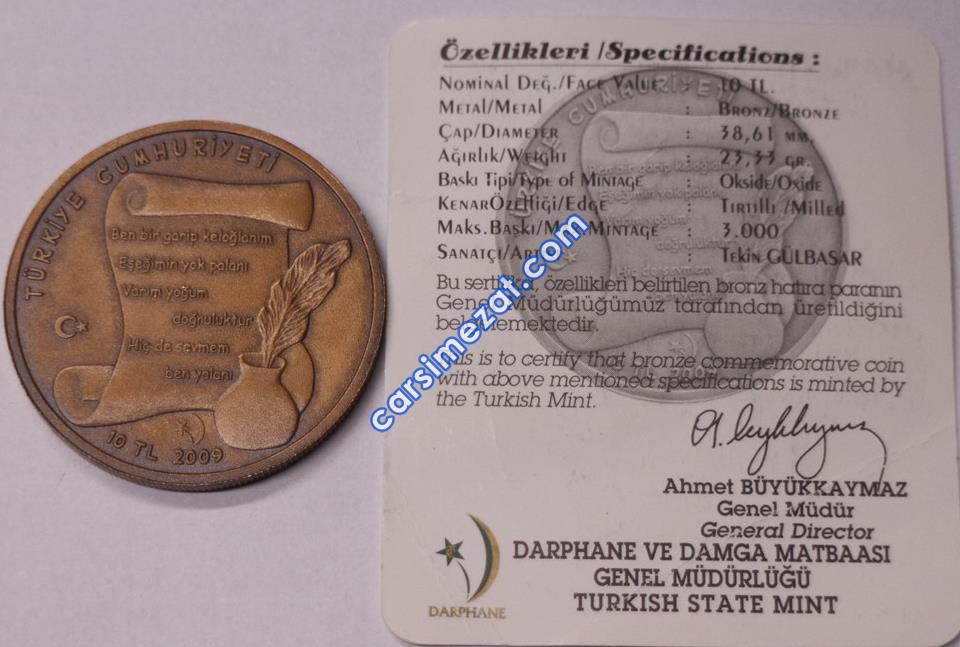 TÜRKİYE CUMHURİYETİ
Ben bir garip keloğlanım
Eşeğimin yok palanı
Varım yoğum
doğruluktur
Hiç de sevmem
ben yalanı
10 TL 2009
Özellikleri /Specifications :
Nominal Değ./Face Value : 10 TL.
Metal/Metal : Bronz/Bronze
Çap/Diameter : 38,61 mm.
Ağırlık/Weight : 23,33 gr.
Baskı Tipi/Type of Mintage : Okside/Oxide
KenarÖzelliği/Edge : Tırtıllı /Milled
Maks.Baskı/ Mintage : 3.000
Sanatçı/ : Tekin GÜLBAŞAR
Bu sertifika, özellikleri belirtilen bronz hatıra paranın
Genel Müdürlüğümüz tarafından üretildiğini
belgelemektedir.
This is to certify that bronze commemorative coin
with above mentioned specifications is minted by
the Turkish Mint.
Ahmet BÜYÜKKAYMAZ
Genel Müdür
General Director
DARPHANE VE DAMGA MATBAASI
GENEL MÜDÜRLÜĞÜ
TURKISH STATE MINT
DARPHANE
carsimezat.com